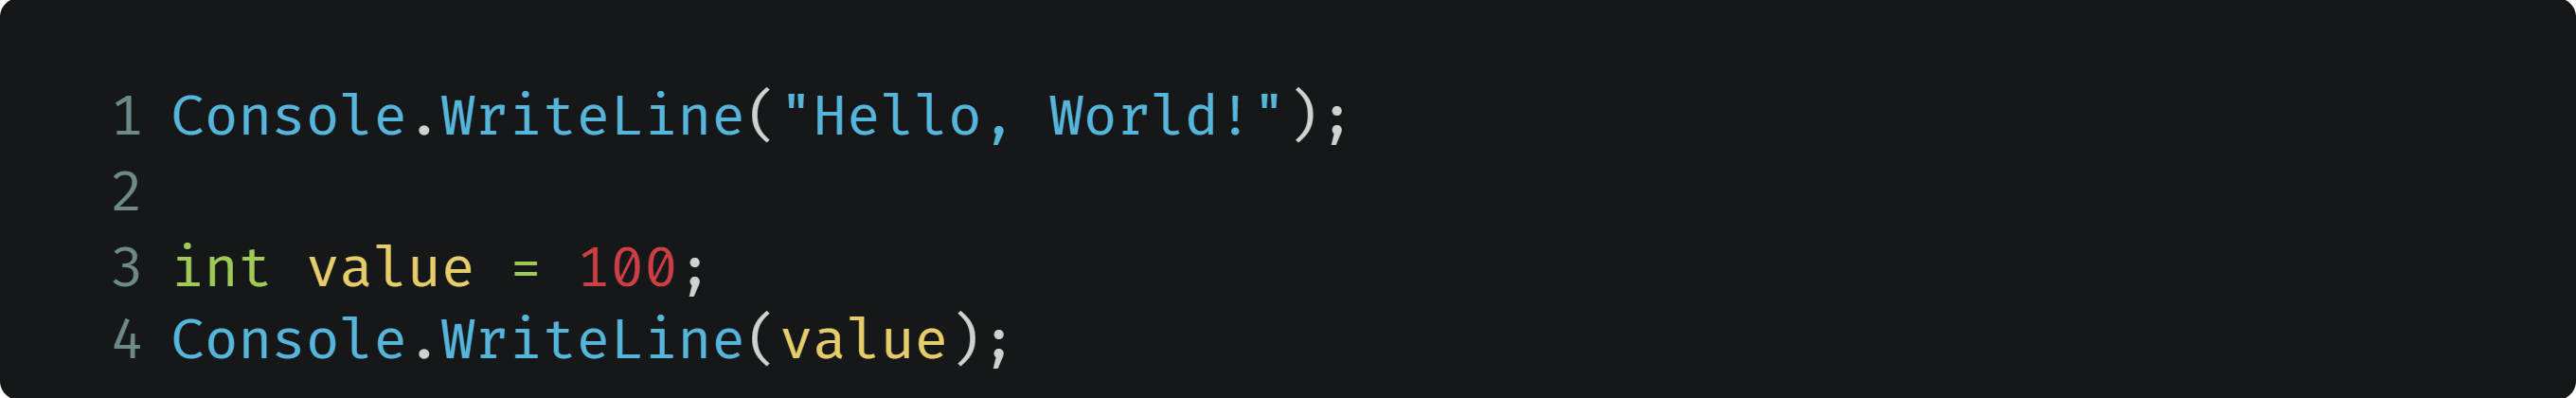 1 Console.WriteLine("Hello, World!");
2
3 int value = 100;
4 Console.WriteLine(value);